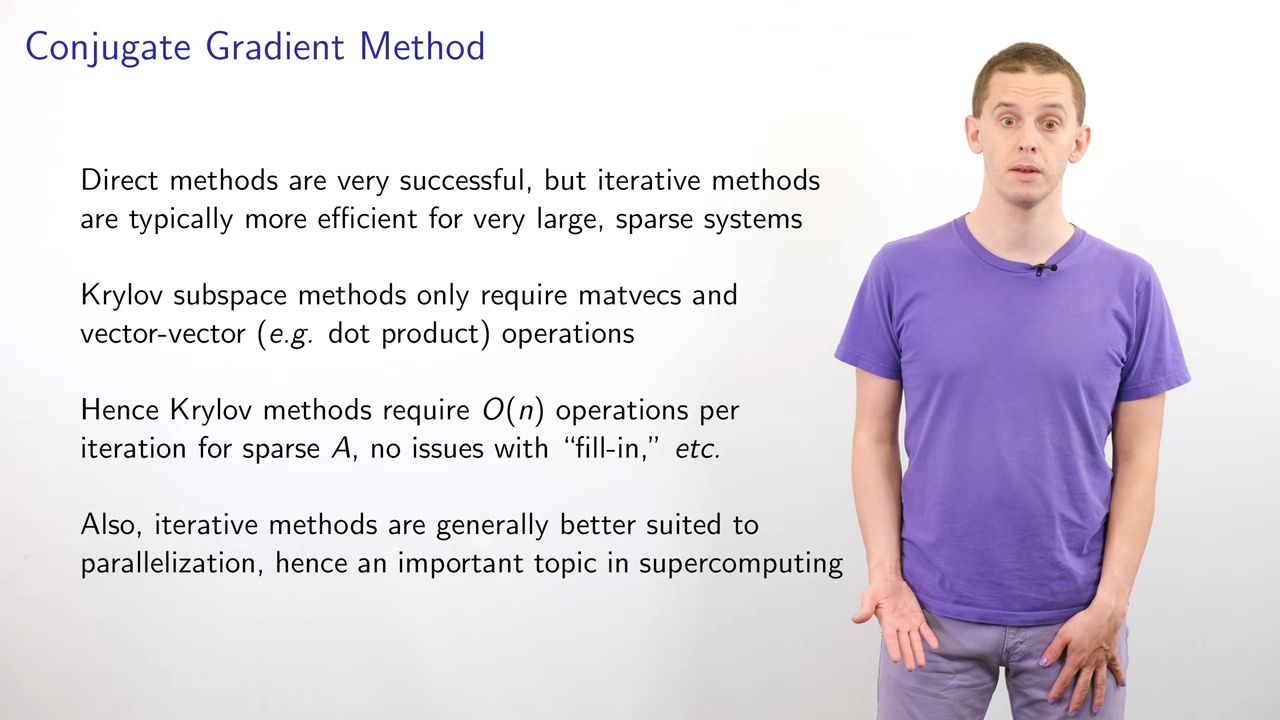 Conjugate Gradient Method
Direct methods are very successful, but iterative methods
are typically more efficient for very large, sparse systems
Krylov subspace methods only require matvecs and
vector-vector (e.g. dot product) operations
Hence Krylov methods require O(n) operations per
iteration for sparse A, no issues with “fill-in,” etc.
Also, iterative methods are generally better suited to
parallelization, hence an important topic in supercomputing